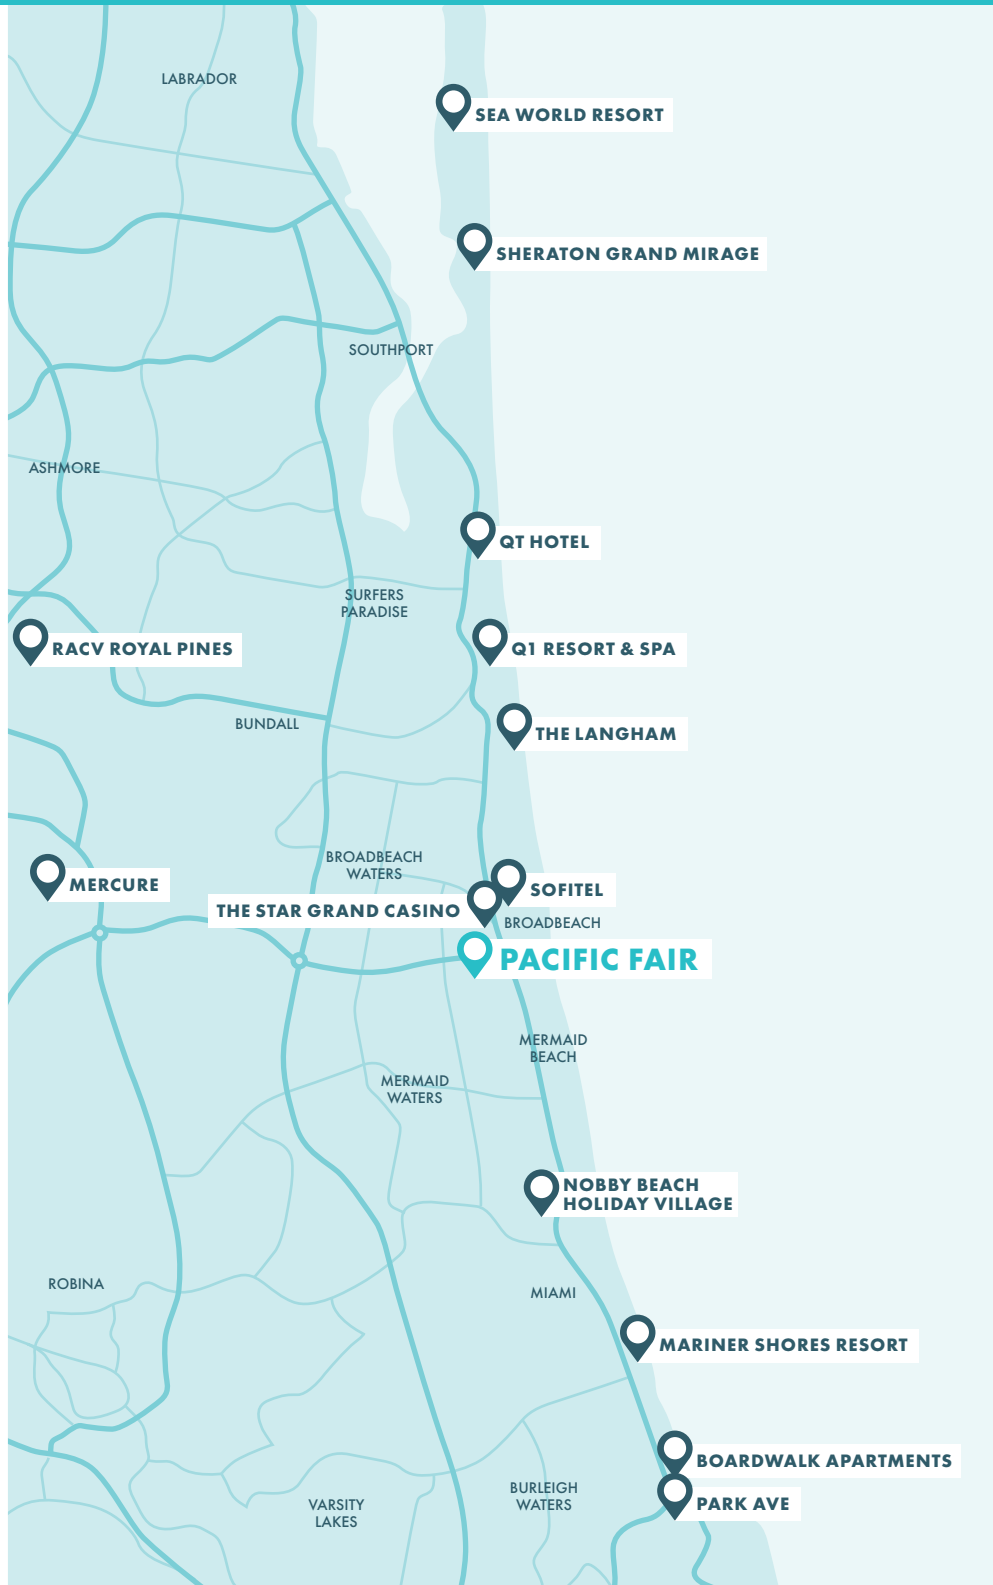 LABRADOR
SEA WORLD RESORT
SHERATON GRAND MIRAGE
SOUTHPORT
ASHMORE
QT HOTEL
SURFERS
PARADISE
RACV ROYAL PINES
Q1 RESORT & SPA
BUNDALL
THE LANGHAM
BROADBEACH
WATERS
MERCURE
SOFITEL
THE STAR GRAND CASINO
BROADBEACH
PACIFIC FAIR
MERMAID
BEACH
MERMAID
WATERS
NOBBY BEACH
HOLIDAY VILLAGE
ROBINA
MIAMI
MARINER SHORES RESORT
BOARDWALK APARTMENTS
BURLEIGH
WATERS
PARK AVE
VARSITY
LAKES